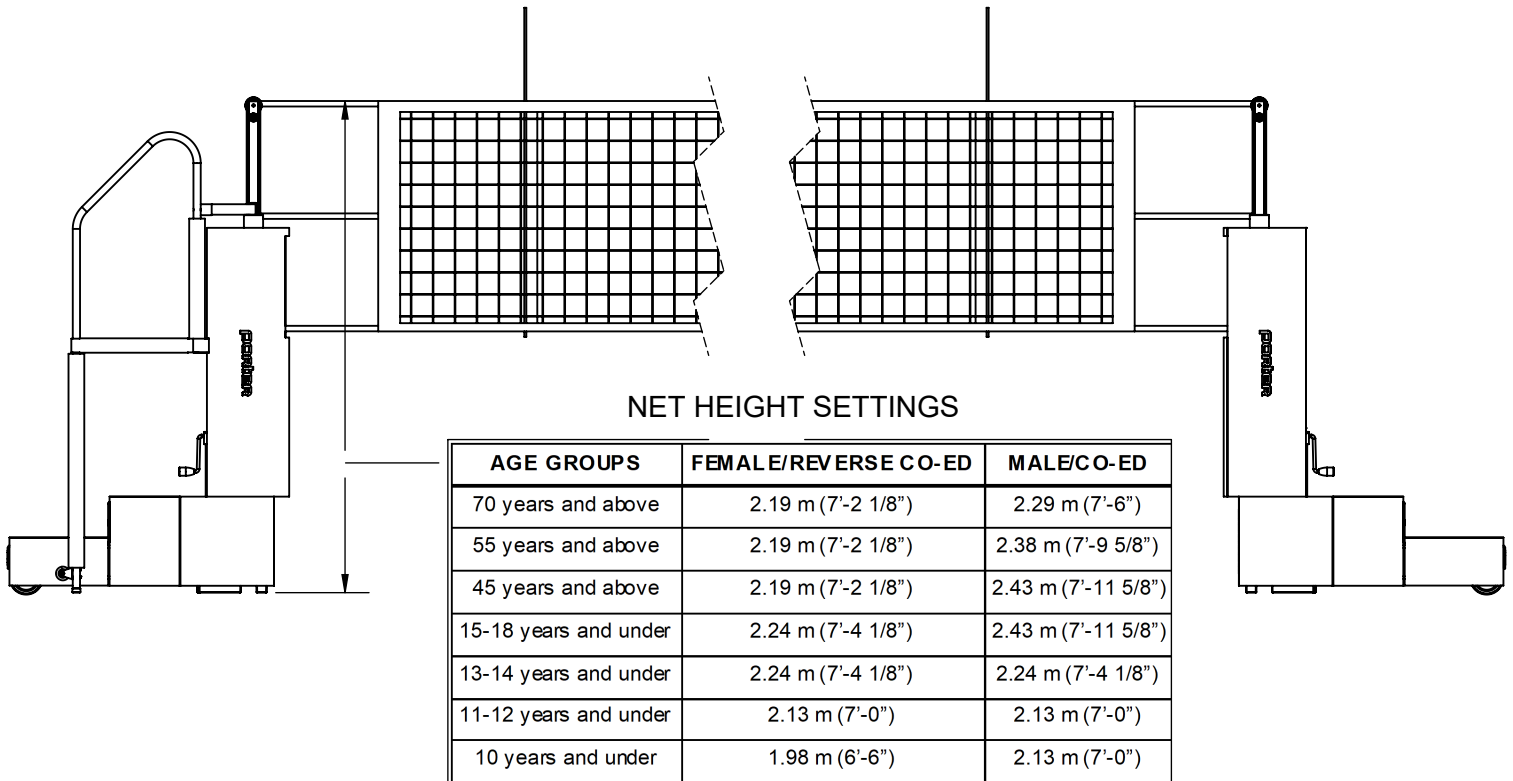 porter
porter
NET HEIGHT SETTINGS
AGE GROUPS FEMALE/REVERSE CO-ED MALE/CO-ED
70 years and above 2.19 m (7’-2 1/8”) 2.29 m (7’-6”)
55 years and above 2.19 m (7’-2 1/8”) 2.38 m (7’-9 5/8”)
45 years and above 2.19 m (7’-2 1/8”) 2.43 m (7’-11 5/8”)
15-18 years and under 2.24 m (7’-4 1/8”) 2.43 m (7’-11 5/8”)
13-14 years and under 2.24 m (7’-4 1/8”) 2.24 m (7’-4 1/8”)
11-12 years and under 2.13 m (7’-0”) 2.13 m (7’-0”)
10 years and under 1.98 m (6’-6”) 2.13 m (7’-0”)